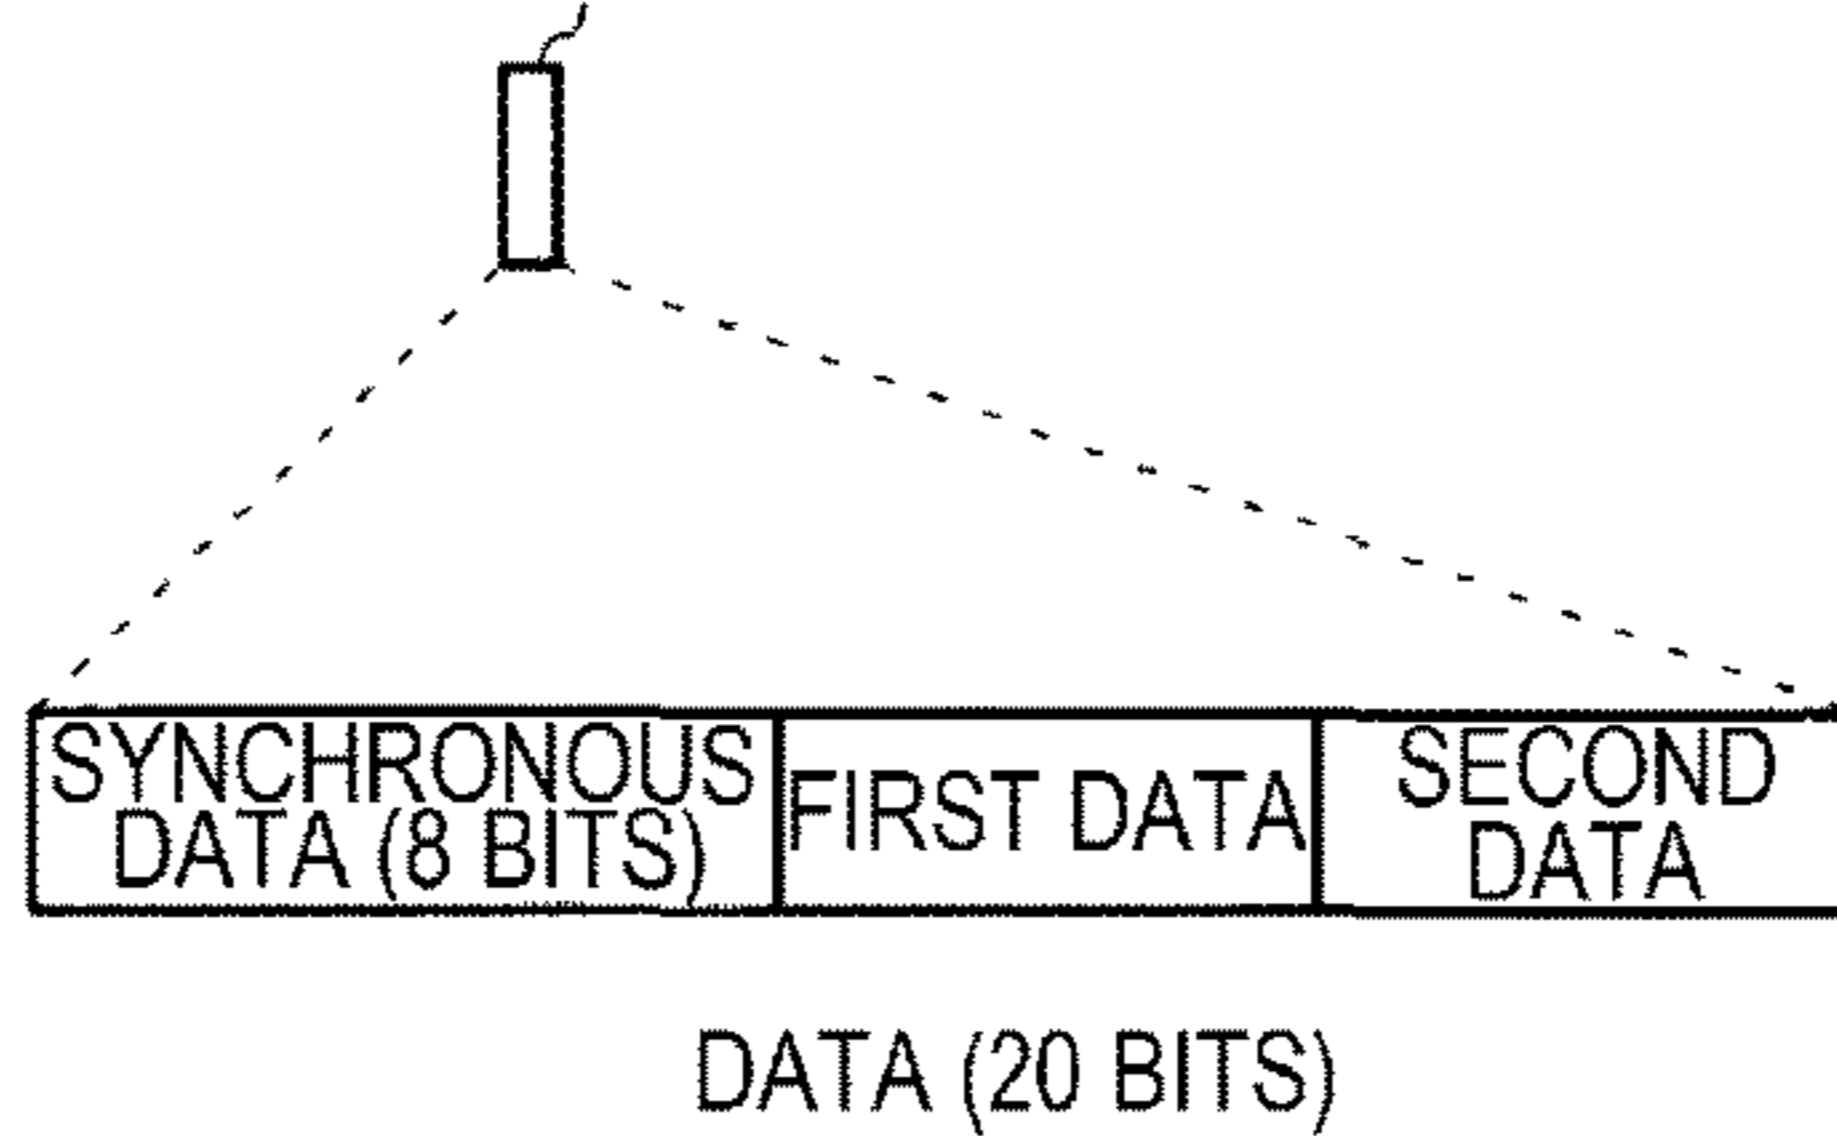 SYNCHRONOUS
DATA (8 BITS)
FIRST DATA
SECOND
DATA
DATA (20 BITS)